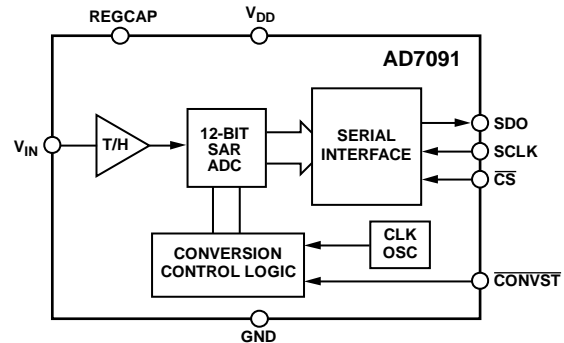 REGCAP
VDD
AD7091
VIN
T/H
12-BIT
SAR
ADC
SERIAL
INTERFACE
SDO
SCLK
CS
CLK
OSC
CONVERSION
CONTROL LOGIC
CONVST
GND